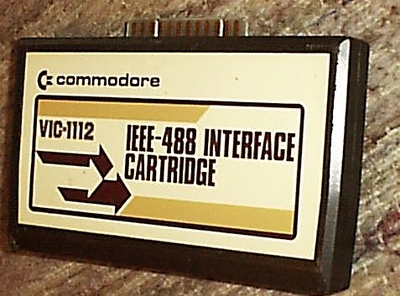 commodore
VIC-1112
IEEE-488 INTERFACE
CARTRIDGE